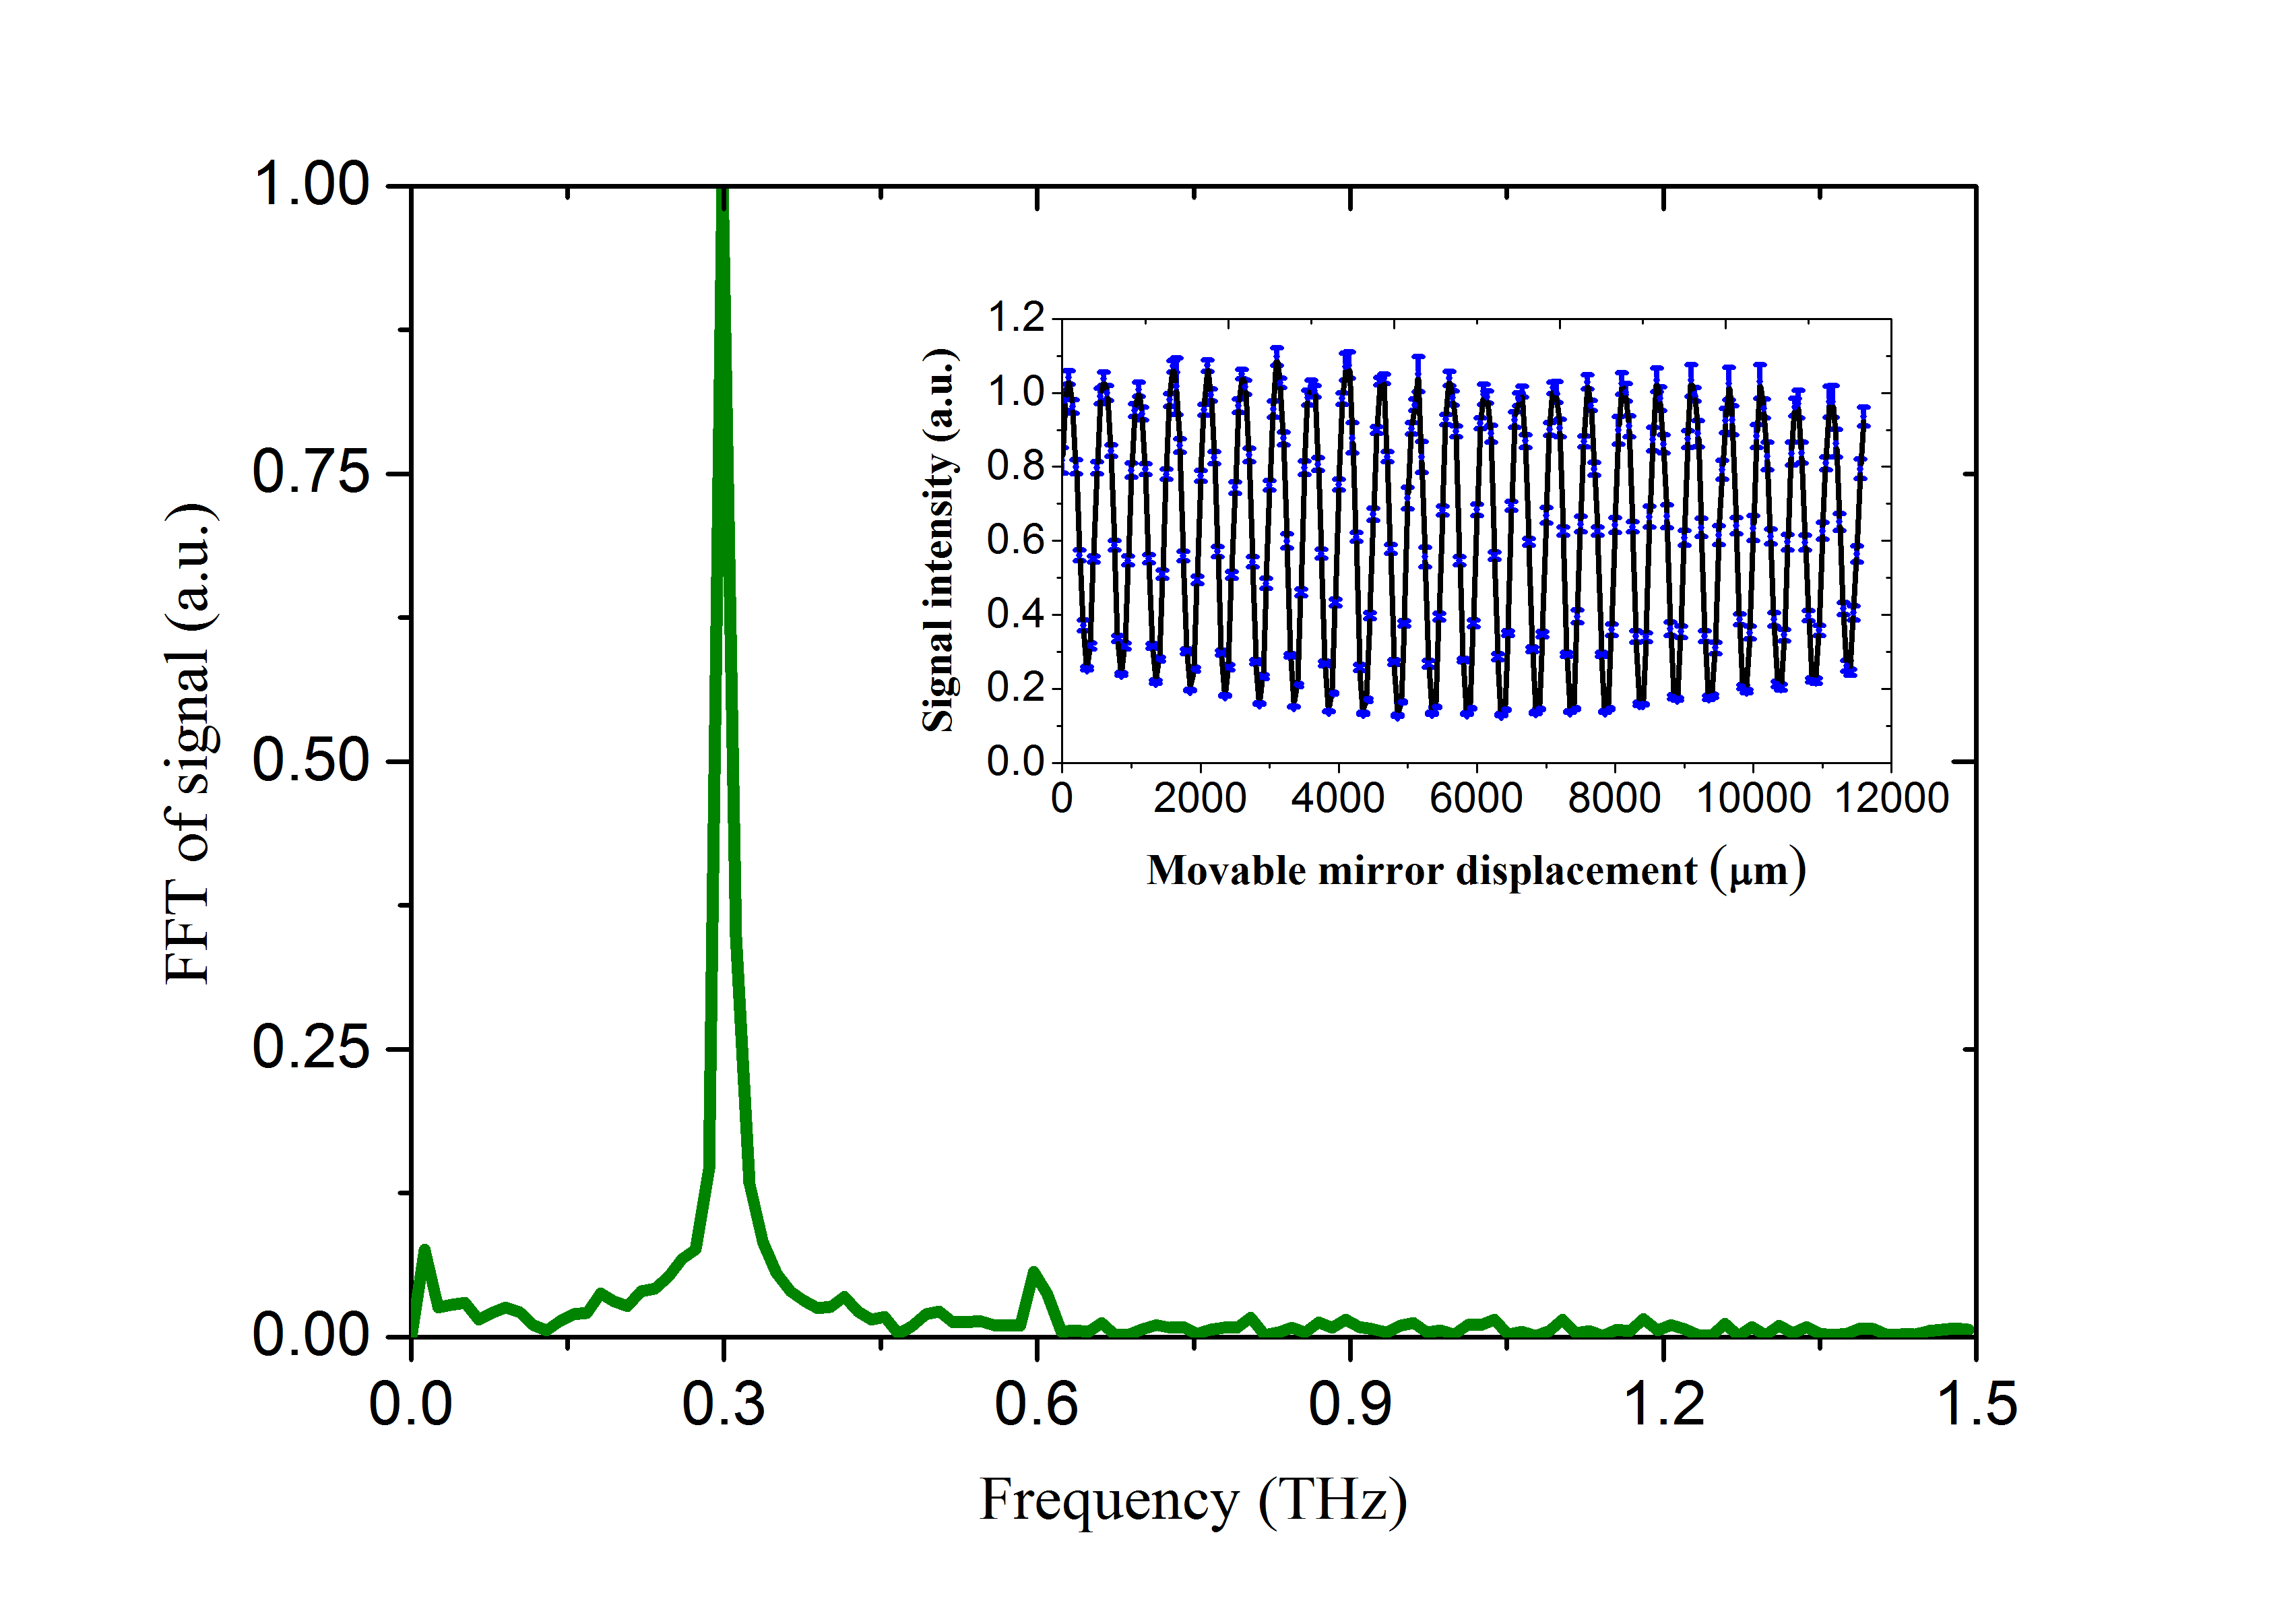 1.00
0.75
0.50
0.25
0.00
FFT of signal (a.u.)
0.0 0.3 0.6 0.9 1.2 1.5
Frequency (THz)
1.2
1.0
0.8
0.6
0.4
0.2
0.0
Signal intensity (a.u.)
0 2000 4000 6000 8000 10000 12000
Movable mirror displacement (μm)